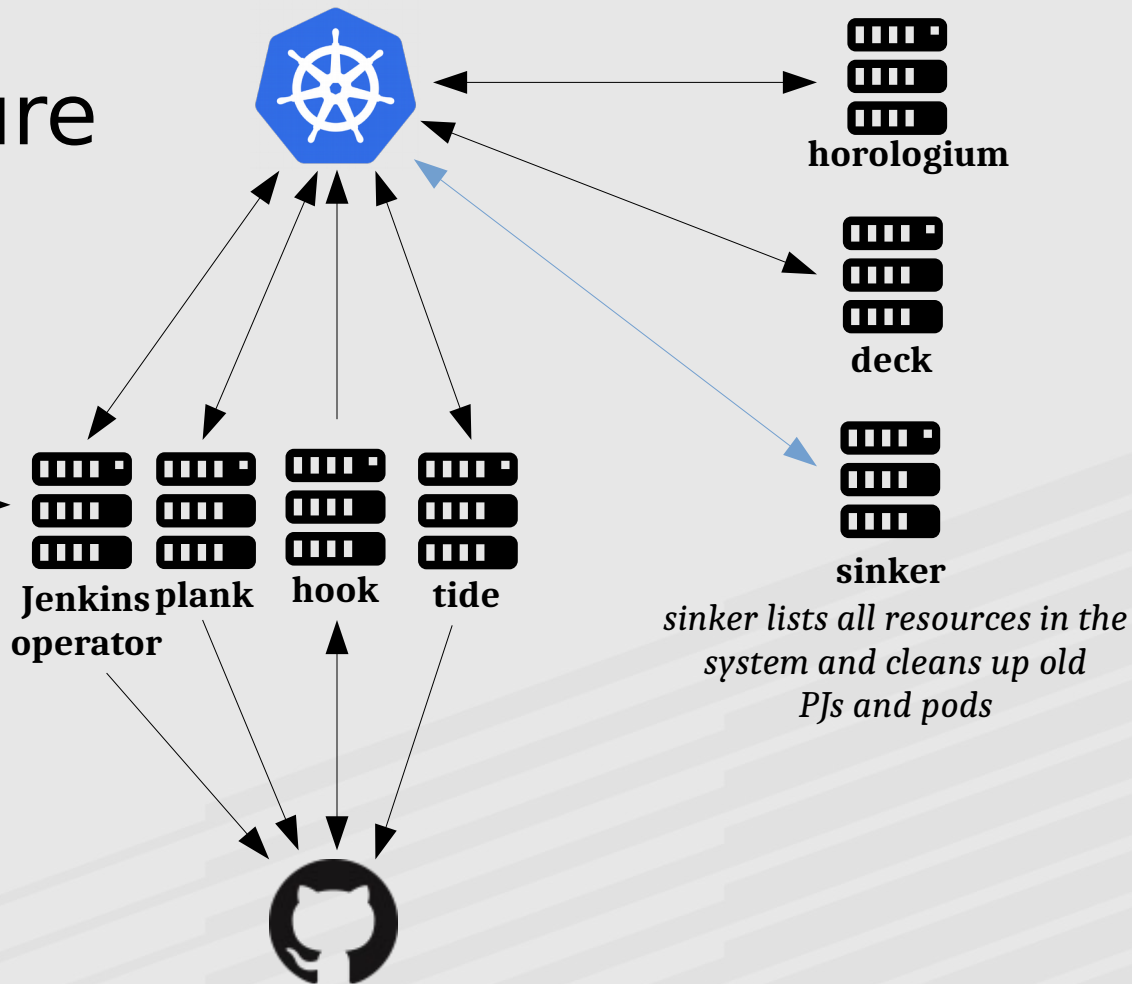 ure
horologium
deck
sinker
sinker lists all resources in the
system and cleans up old
PJs and pods
Jenkins
operator
plank
hook
tide